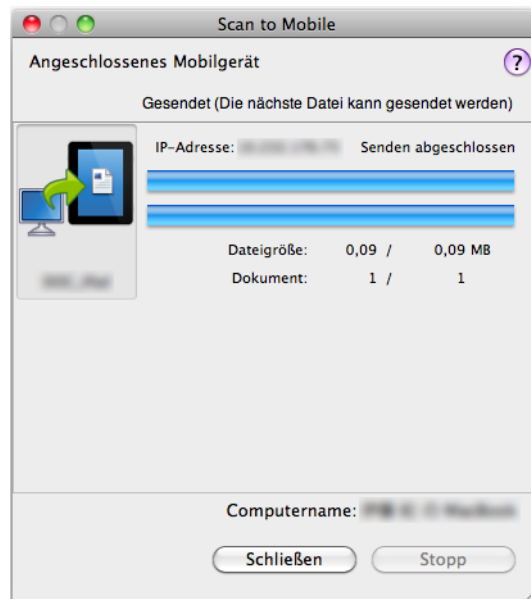 Scan to Mobile
Angeschlossenes Mobilgerät
?
Gesendet (Die nächste Datei kann gesendet werden)
IP-Adresse: Senden abgeschlossen
Dateigröße: 0,09 / 0,09 MB
Dokument: 1 / 1
Computername:
Schließen Stopp